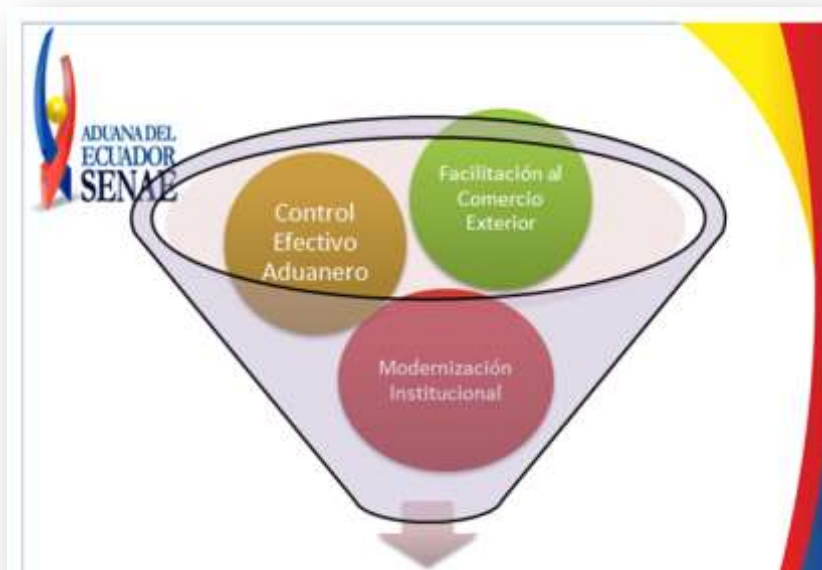 ADUANA DEL
ECUADOR
SENAE
Control
Efectivo
Aduanero
Facilitación al
Comercio
Exterior
Modernización
Institucional